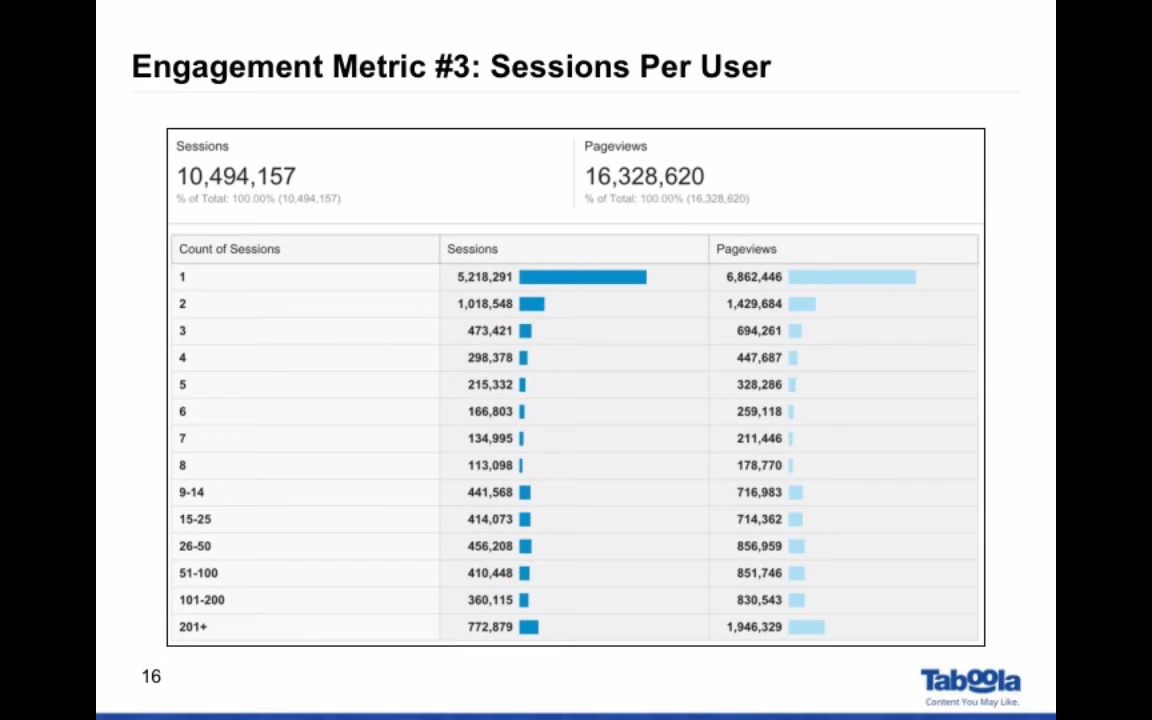 Engagement Metric #3: Sessions Per User
Sessions Pageviews
10,494,157 16,328,620
% of Total: 100.00% (10,494,157) % of Total: 100.00% (16,328,620)
Count of Sessions Sessions Pageviews
1 5,218,291 6,862,446
2 1,018,548 1,429,684
3 473,421 694,261
4 298,378 447,687
5 215,332 328,286
6 166,803 259,118
7 134,995 211,446
8 113,098 178,770
9-14 441,568 716,983
15-25 414,073 714,362
26-50 456,208 856,959
51-100 410,448 851,746
101-200 360,115 830,543
201+ 772,879 1,946,329
16
Taboola
Content You May Like.